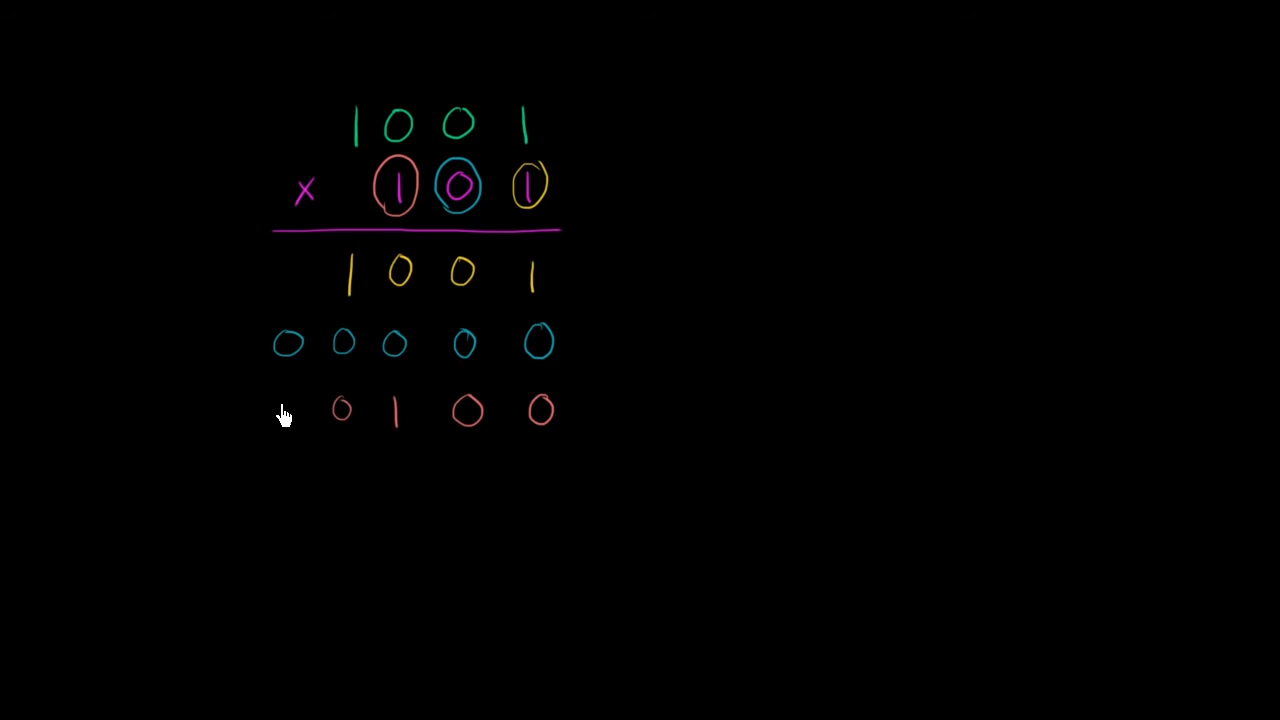 1 0 0 1
x 1 0 1
1 0 0 1
0 0 0 0 0
0 1 0 0